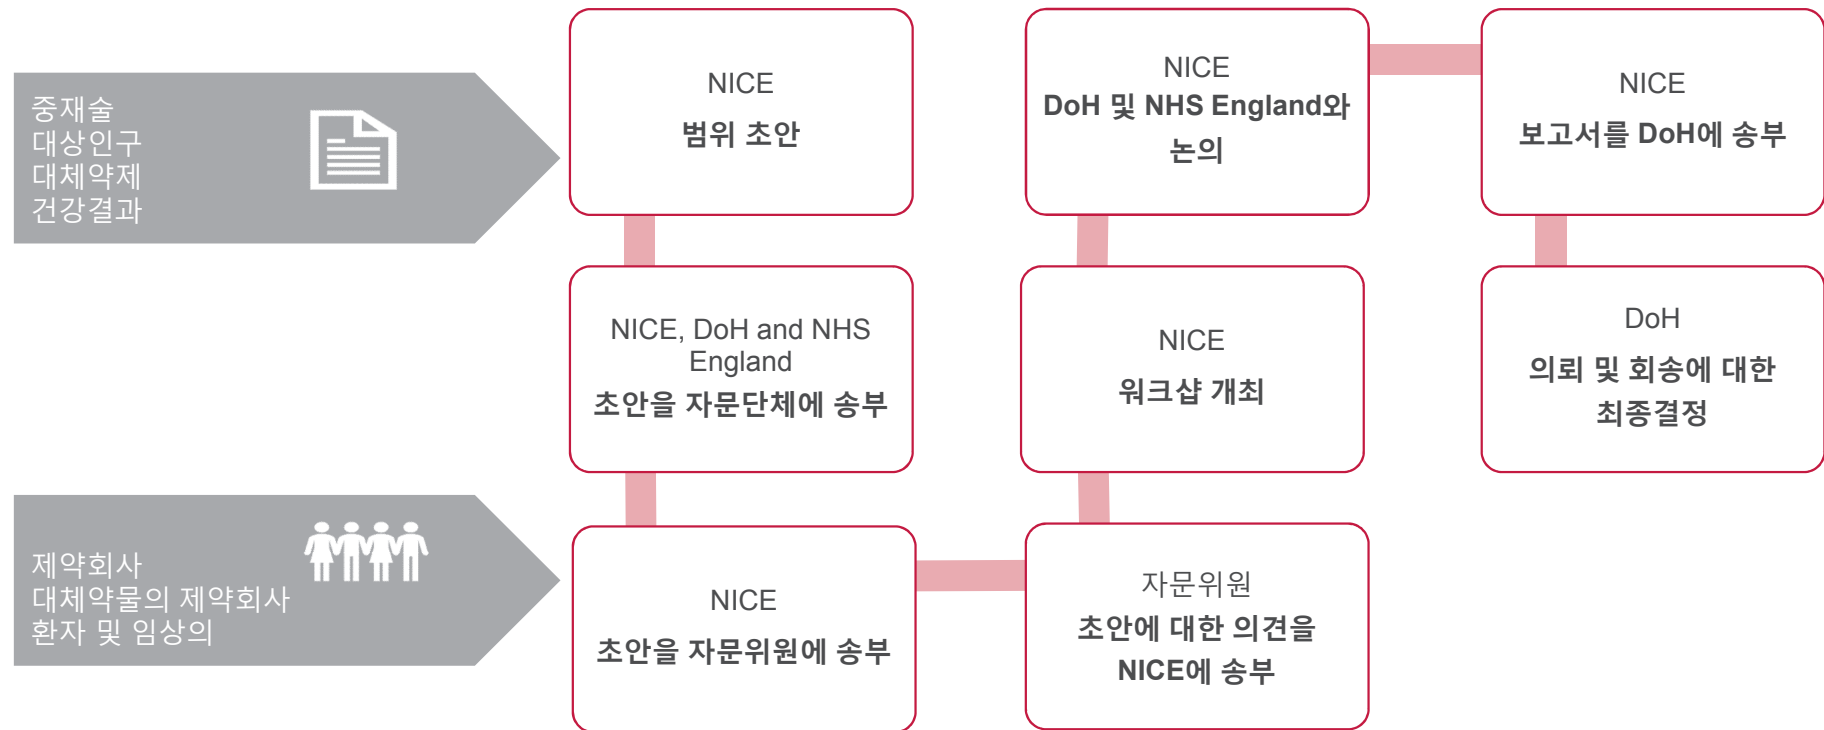 중재술
대상인구
대체약제
건강결과
제약회사
대체약물의 제약회사
환자 및 임상의
NICE
범위 초안
NICE, DoH and NHS
England
초안을 자문단체에 송부
NICE
초안을 자문위원에 송부
자문위원
초안에 대한 의견을
NICE에 송부
NICE
워크샵 개최
NICE
DoH 및 NHS England와
논의
NICE
보고서를 DoH에 송부
DoH
의뢰 및 회송에 대한
최종결정